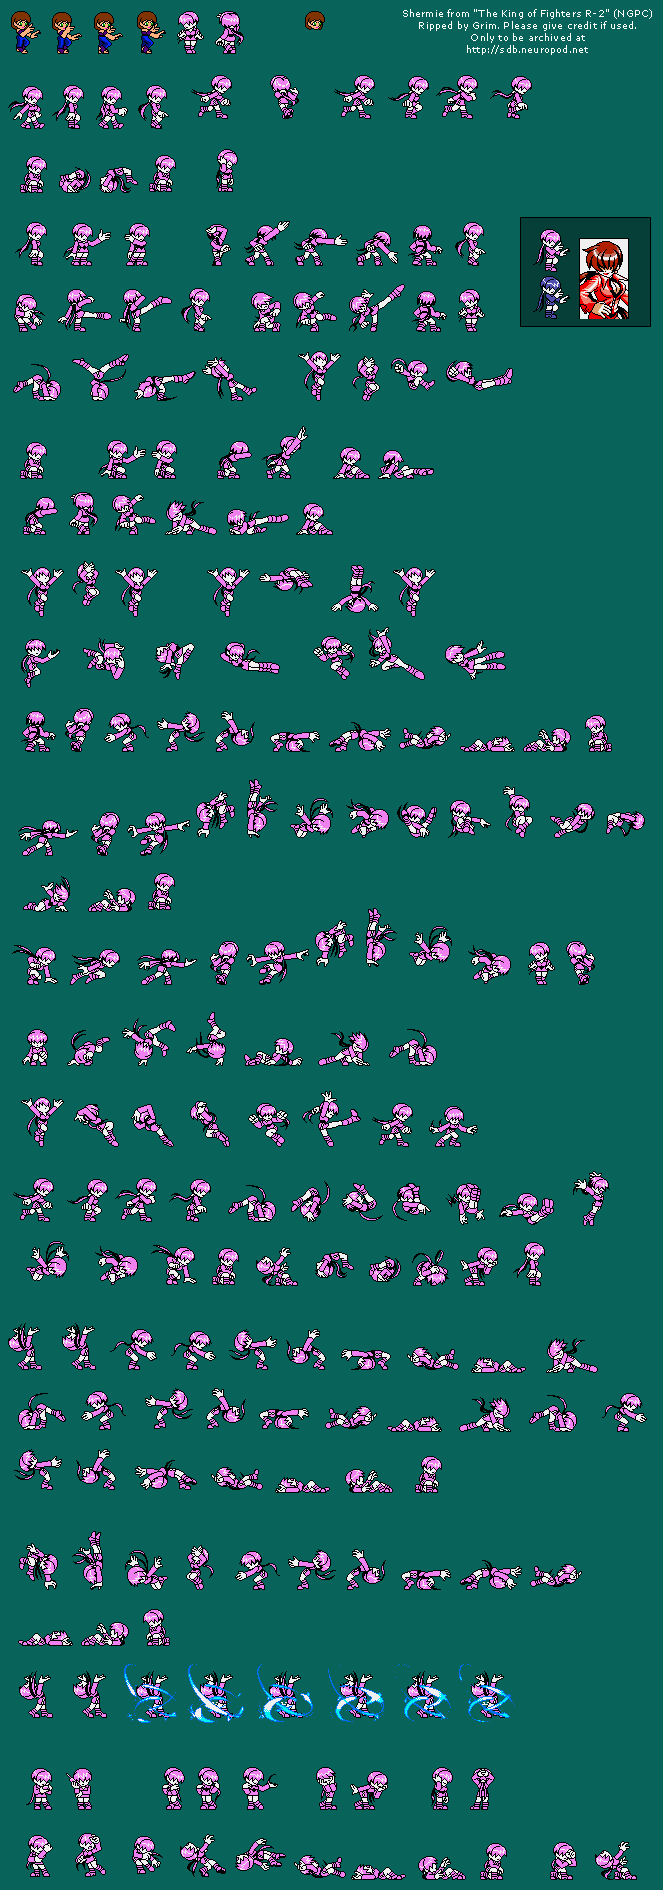 Shermie from "The King of Fighters R-2" (NGPC)
Ripped by Grim. Please give credit if used.
Only to be archived at
http://sdb.neuropod.net